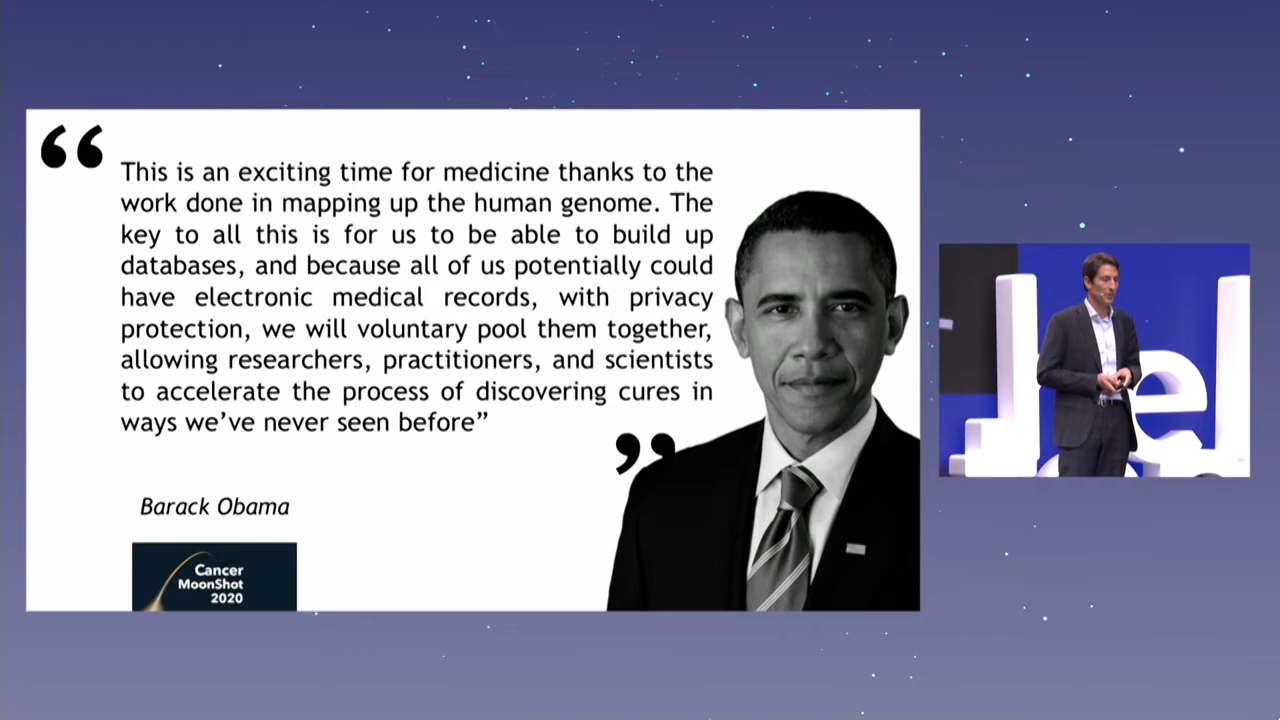 “
This is an exciting time for medicine thanks to the
work done in mapping up the human genome. The
key to all this is for us to be able to build up
databases, and because all of us potentially could
have electronic medical records, with privacy
protection, we will voluntary pool them together,
allowing researchers, practitioners, and scientists
to accelerate the process of discovering cures in
ways we’ve never seen before”
”
Barack Obama
Cancer
MoonShot
2020